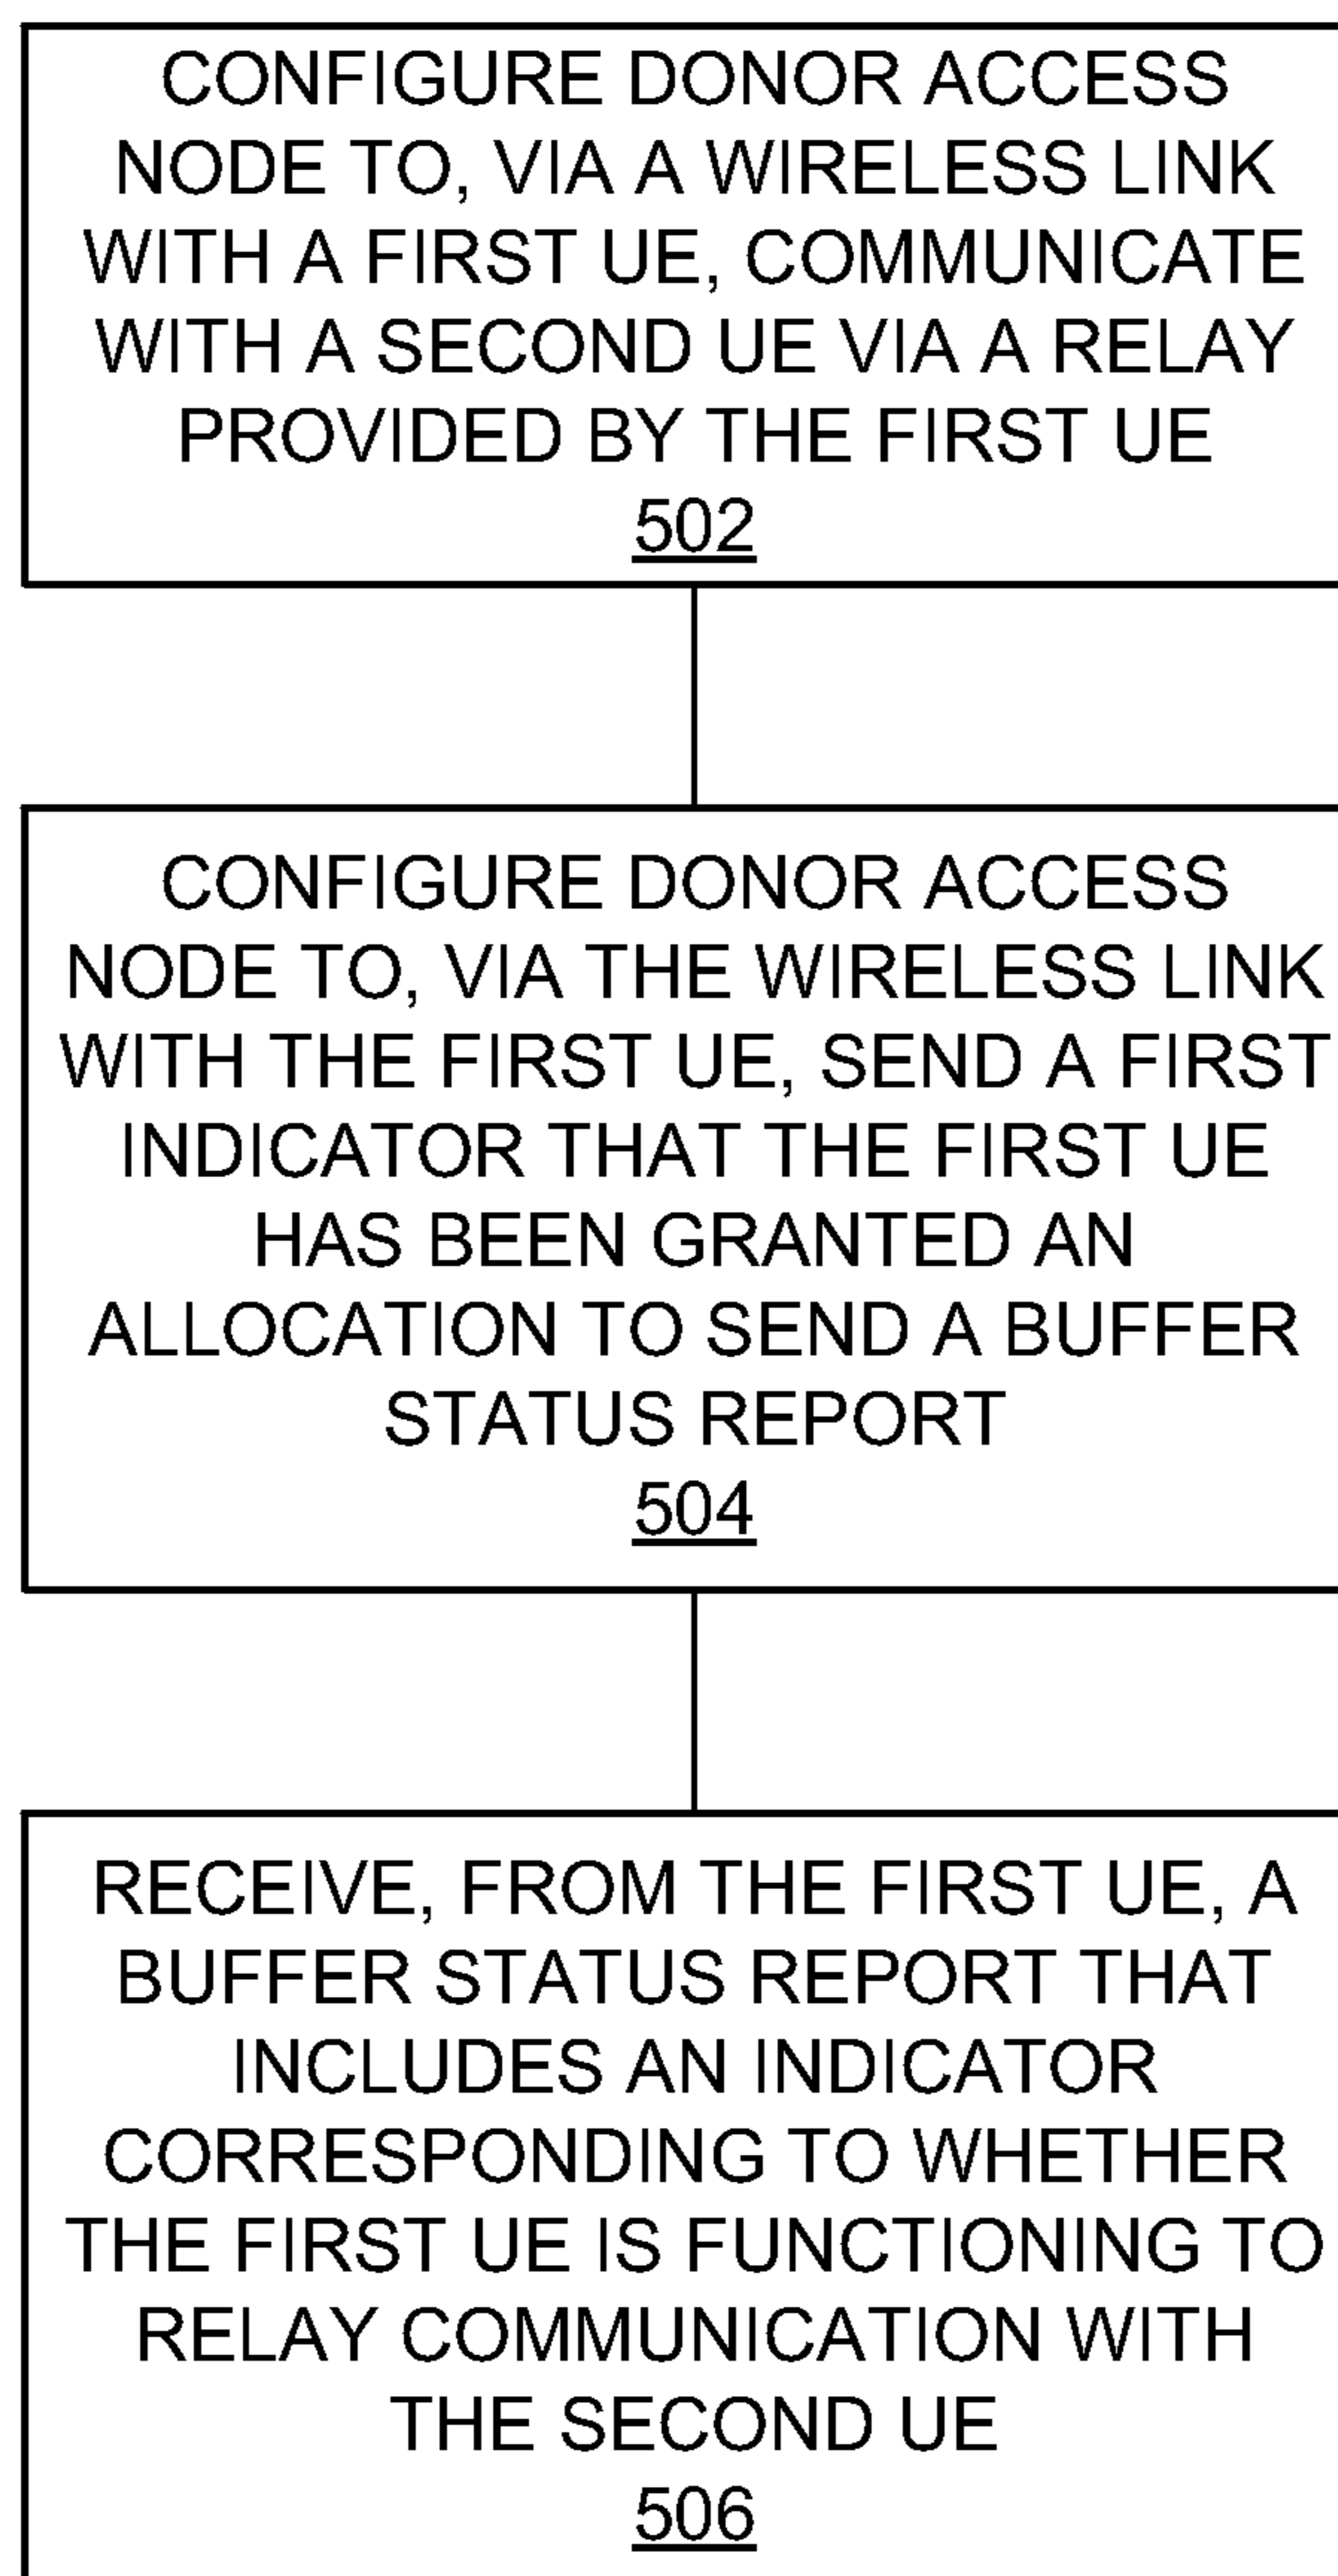 CONFIGURE DONOR ACCESS
NODE TO, VIA A WIRELESS LINK
WITH A FIRST UE, COMMUNICATE
WITH A SECOND UE VIA A RELAY
PROVIDED BY THE FIRST UE
502
CONFIGURE DONOR ACCESS
NODE TO, VIA THE WIRELESS LINK
WITH THE FIRST UE, SEND A FIRST
INDICATOR THAT THE FIRST UE
HAS BEEN GRANTED AN
ALLOCATION TO SEND A BUFFER
STATUS REPORT
504
RECEIVE, FROM THE FIRST UE, A
BUFFER STATUS REPORT THAT
INCLUDES AN INDICATOR
CORRESPONDING TO WHETHER
THE FIRST UE IS FUNCTIONING TO
RELAY COMMUNICATION WITH
THE SECOND UE
506